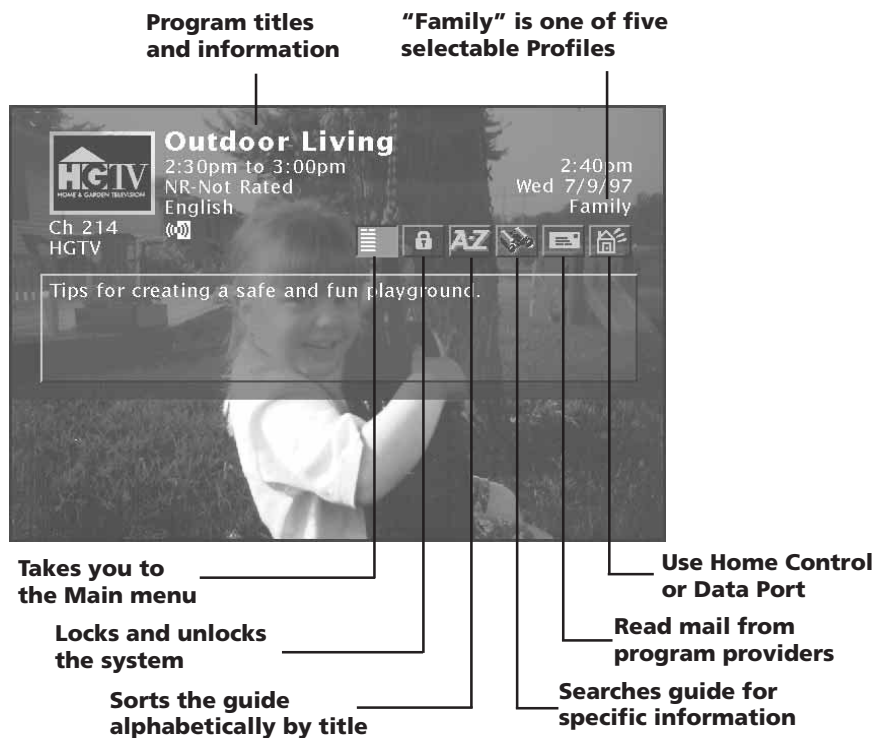 Program titles
and information
“Family” is one of five
selectable Profiles
HGTV
HOME & GARDEN TELEVISION
Outdoor Living
2:30pm to 3:00pm
NR-Not Rated
English
2:40pm
Wed 7/9/97
Family
Ch 214
HGTV
A-Z
Tips for creating a safe and fun playground.
Takes you to
the Main menu
Locks and unlocks
the system
Sorts the guide
alphabetically by title
Use Home Control
or Data Port
Read mail from
program providers
Searches guide for
specific information